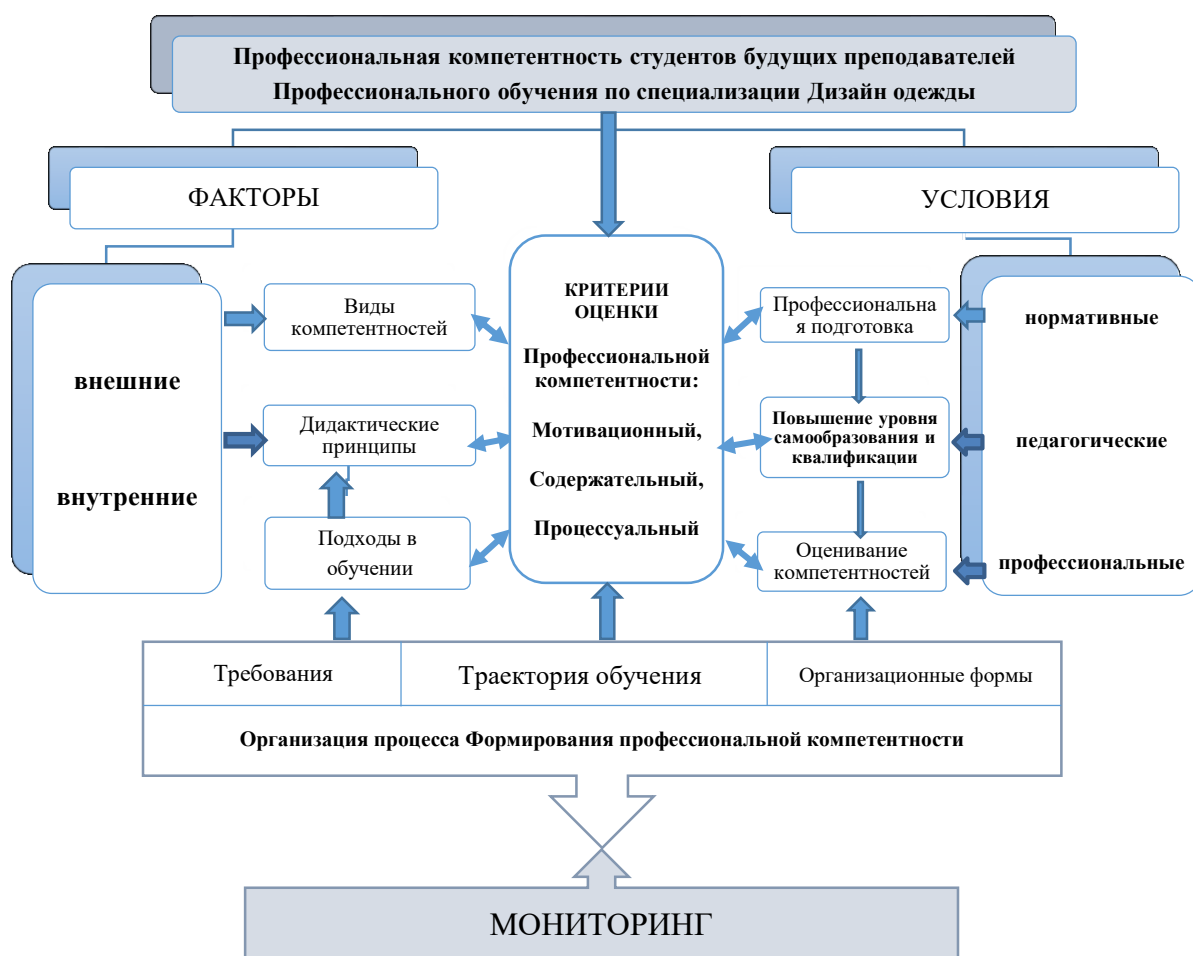 Профессиональная компетентность студентов будущих преподавателей
Профессионального обучения по специализации Дизайн одежды
ФАКТОРЫ
УСЛОВИЯ
внешние
внутренние
Виды
компетентностей
Дидактические
принципы
Подходы в
обучении
КРИТЕРИИ
ОЦЕНКИ
Профессиональной
компетентности:
Мотивационный,
Содержательный,
Процессуальный
Профессиональна
я подготовка
Повышение уровня
самообразования и
квалификации
Оценивание
компетентностей
нормативные
педагогические
профессиональные
Требования
Траектория обучения
Организационные формы
Организация процесса Формирования профессиональной компетентности
МОНИТОРИНГ